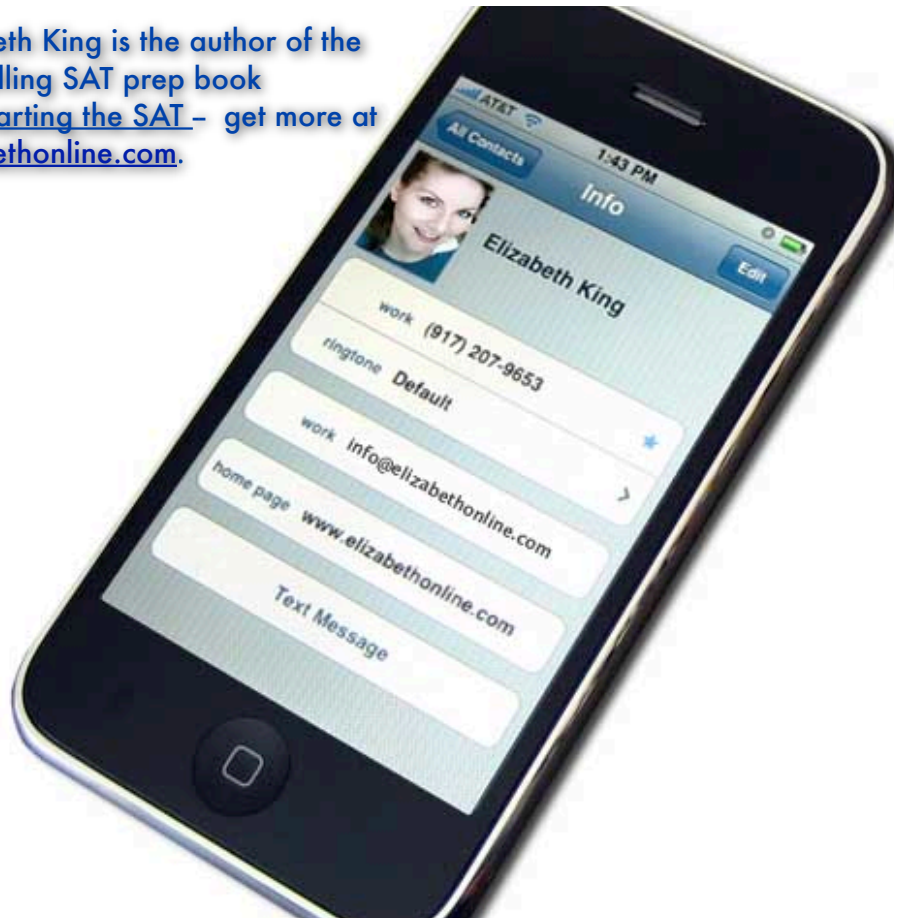 eth King is the author of the
lling SAT prep book
arting the SAT – get more at
ethonline.com.
AT&T 1:43 PM
All Contacts Info Edit
Elizabeth King
work (917) 207-9653
ringtone Default
work info@elizabethonline.com
home page www.elizabethonline.com
Text Message